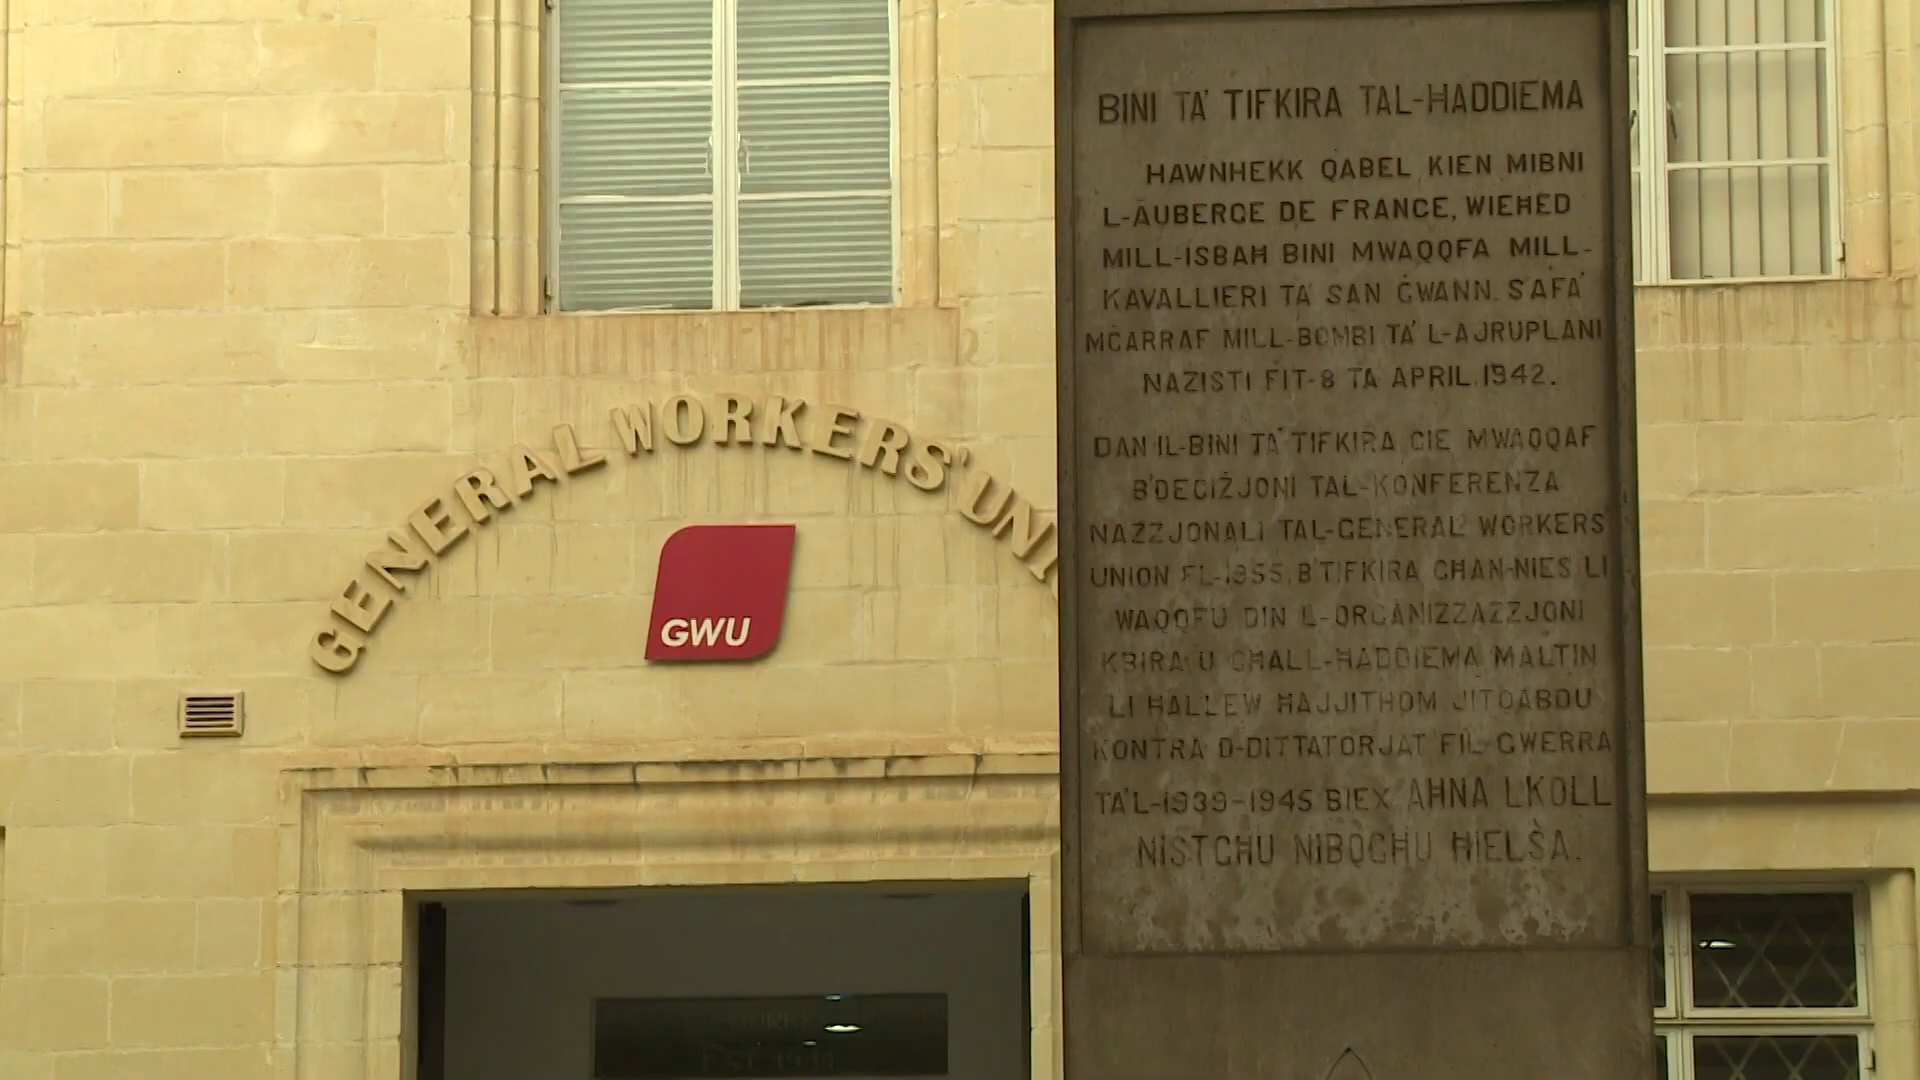 GENERAL WORKERS' UNI
GWU
BINI TA' TIFKIRA TAL-HADDIEMA
HAWNHEKK QABEL KIEN MIBNI
L-AUBERGE DE FRANCE, WIEHED
MILL-ISBAĦ BINI MWAQQFA MILL-
KAVALLIERI TA' SAN ĠWANN. S'AFA'
MĠARRAF MILL-BOMBI TA' L-AJRUPLANI
NAŻISTI FIT-8 TA' APRIL 1942.
DAN IL-BINI TA' TIFKIRA ĠIE MWAQQAF
B'DEĊIŻJONI TAL-KONFERENZA
NAZZJONALI TAL-GENERAL WORKERS
UNION FL-1955, B'TIFKIRA GĦAN-NIES LI
WAQQFU DIN L-ORGANIZZAZZJONI
KBIRA U GĦALL-HADDIEMA MALTIN
LI HALLEW HAJJITHOM JITQABDU
KONTRA D-DITTATORJAT FIL-GWERRA
TA' L-1939-1945 BIEX AHNA LKOLL
NISTGHU NIBQGHU HIELSA.